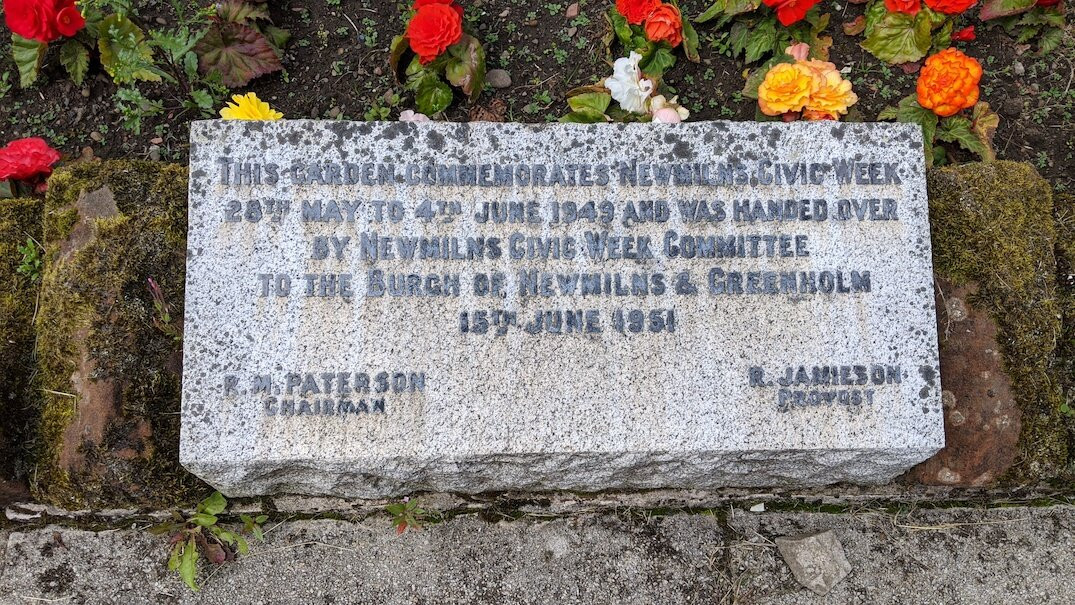 THIS GARDEN COMMEMORATES NEWMILNS CIVIC WEEK
28TH MAY TO 4TH JUNE 1949 AND WAS HANDED OVER
BY NEWMILNS CIVIC WEEK COMMITTEE
TO THE BURGH OF NEWMILNS & GREENHOLM
15TH JUNE 1951
R. M. PATERSON
CHAIRMAN
R. JAMIESON
PROVOST